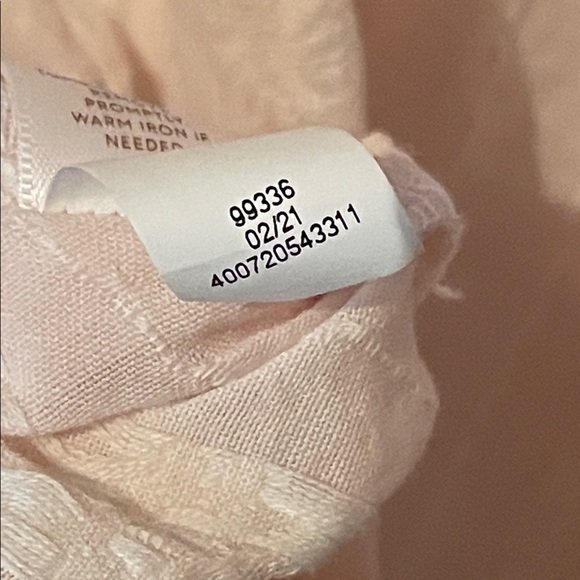 PROMPTLY
WARM IRON IF
NEEDED
99336
02/21
400720543311